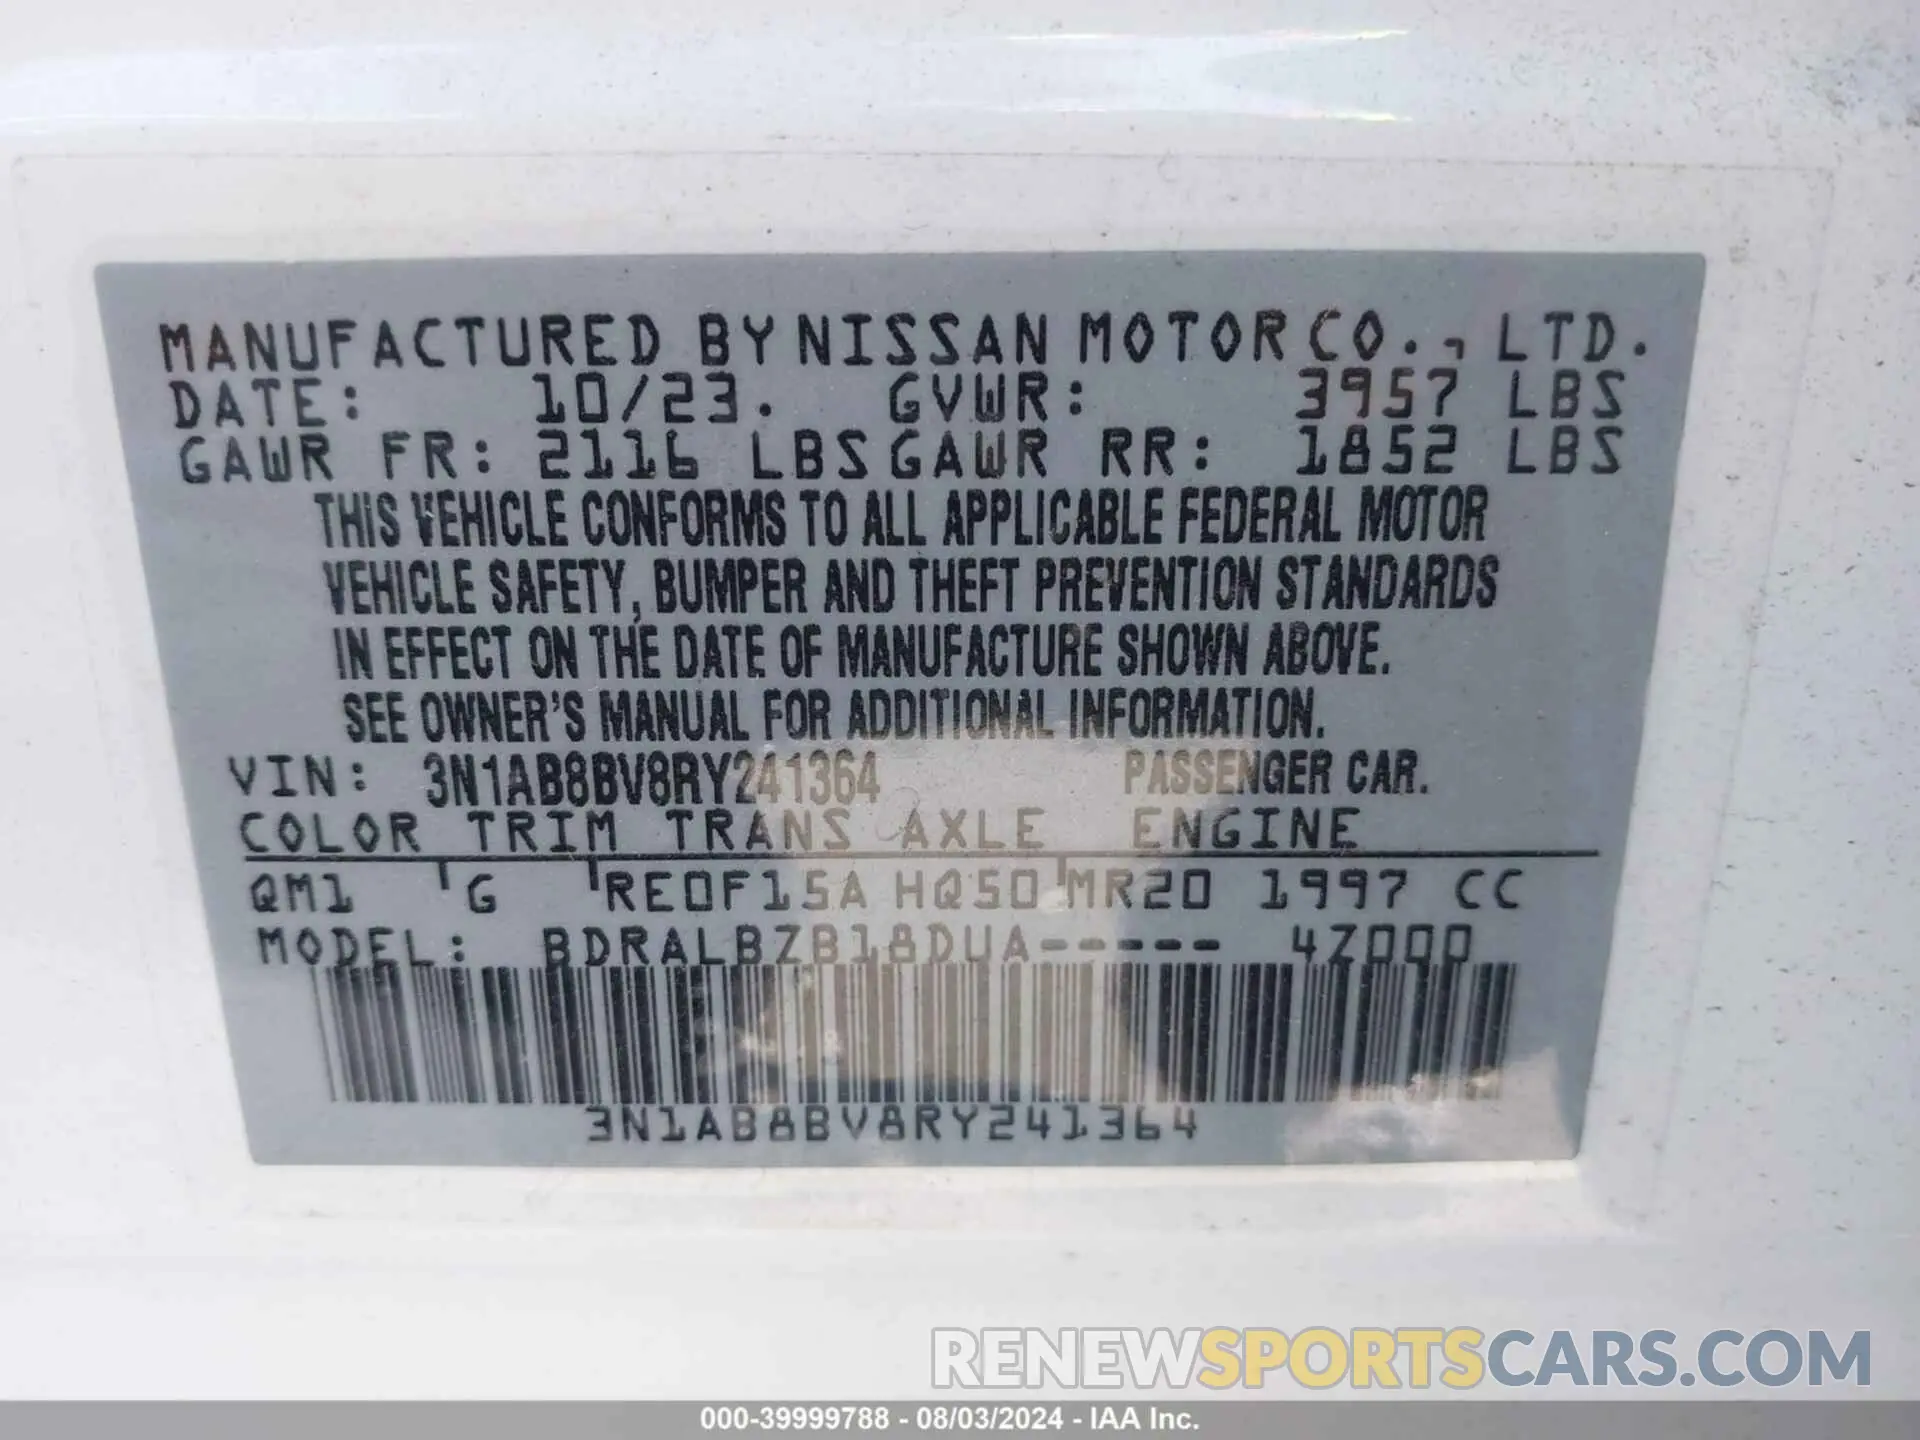 MANUFACTURED BY NISSAN MOTOR CO., LTD.
DATE: 10/23. GVWR: 3957 LBS
GAWR FR: 2116 LBS GAWR RR: 1852 LBS
THIS VEHICLE CONFORMS TO ALL APPLICABLE FEDERAL MOTOR
VEHICLE SAFETY, BUMPER AND THEFT PREVENTION STANDARDS
IN EFFECT ON THE DATE OF MANUFACTURE SHOWN ABOVE.
SEE OWNER'S MANUAL FOR ADDITIONAL INFORMATION.
VIN: 3N1AB8BV8RY241364 PASSENGER CAR.
COLOR TRIM TRANS AXLE ENGINE
QM1 G RE0F15A HQ50 MR20 1997 CC
MODEL: BDRALBZB18DUA----- 4Z000
3N1AB8BV8RY241364
RENEWSPORTSCARS.COM
000-39999788 - 08/03/2024 - IAA Inc.